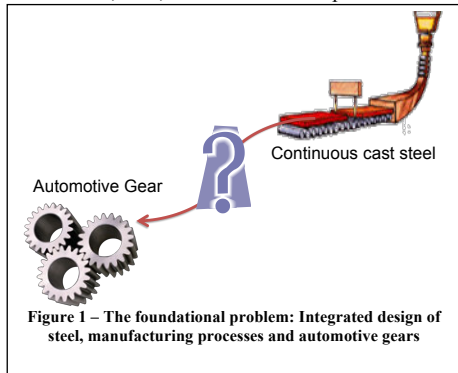 Continuous cast steel
?
Automotive Gear
Figure 1 – The foundational problem: Integrated design of
steel, manufacturing processes and automotive gears